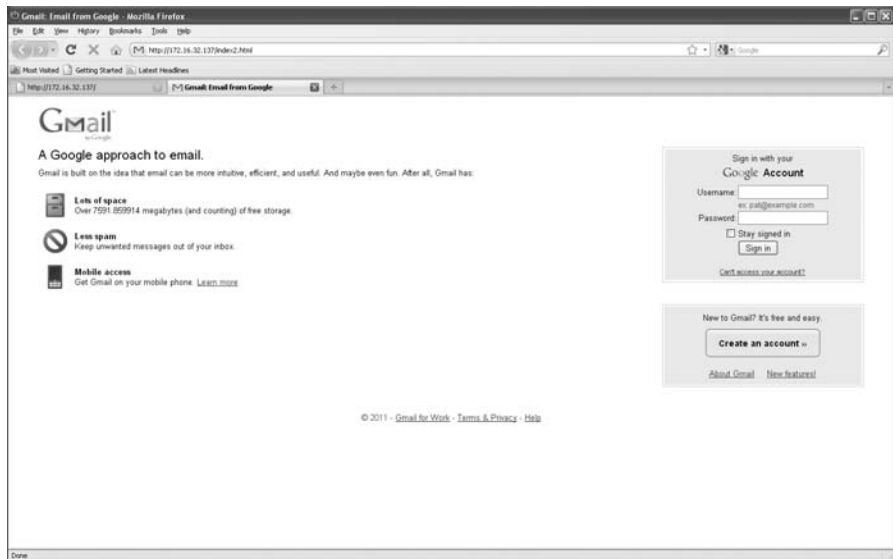 Gmail: Email from Google - Mozilla Firefox
File Edit View History Bookmarks Tools Help
http://172.16.32.137/index2.html
Google
Most Visited Getting Started Latest Headlines
http://172.16.32.137/ Gmail: Email from Google
Gmail
by Google
A Google approach to email.
Gmail is built on the idea that email can be more intuitive, efficient, and useful. And maybe even fun. After all, Gmail has:
Lots of space
Over 7591.859914 megabytes (and counting) of free storage.
Less spam
Keep unwanted messages out of your inbox.
Mobile access
Get Gmail on your mobile phone. Learn more
Sign in with your
Google Account
Username:
ex: pat@example.com
Password:
Stay signed in
Sign in
Can't access your account?
New to Gmail? It's free and easy.
Create an account »
About Gmail New features!
© 2011 - Gmail for Work - Terms & Privacy - Help
Done